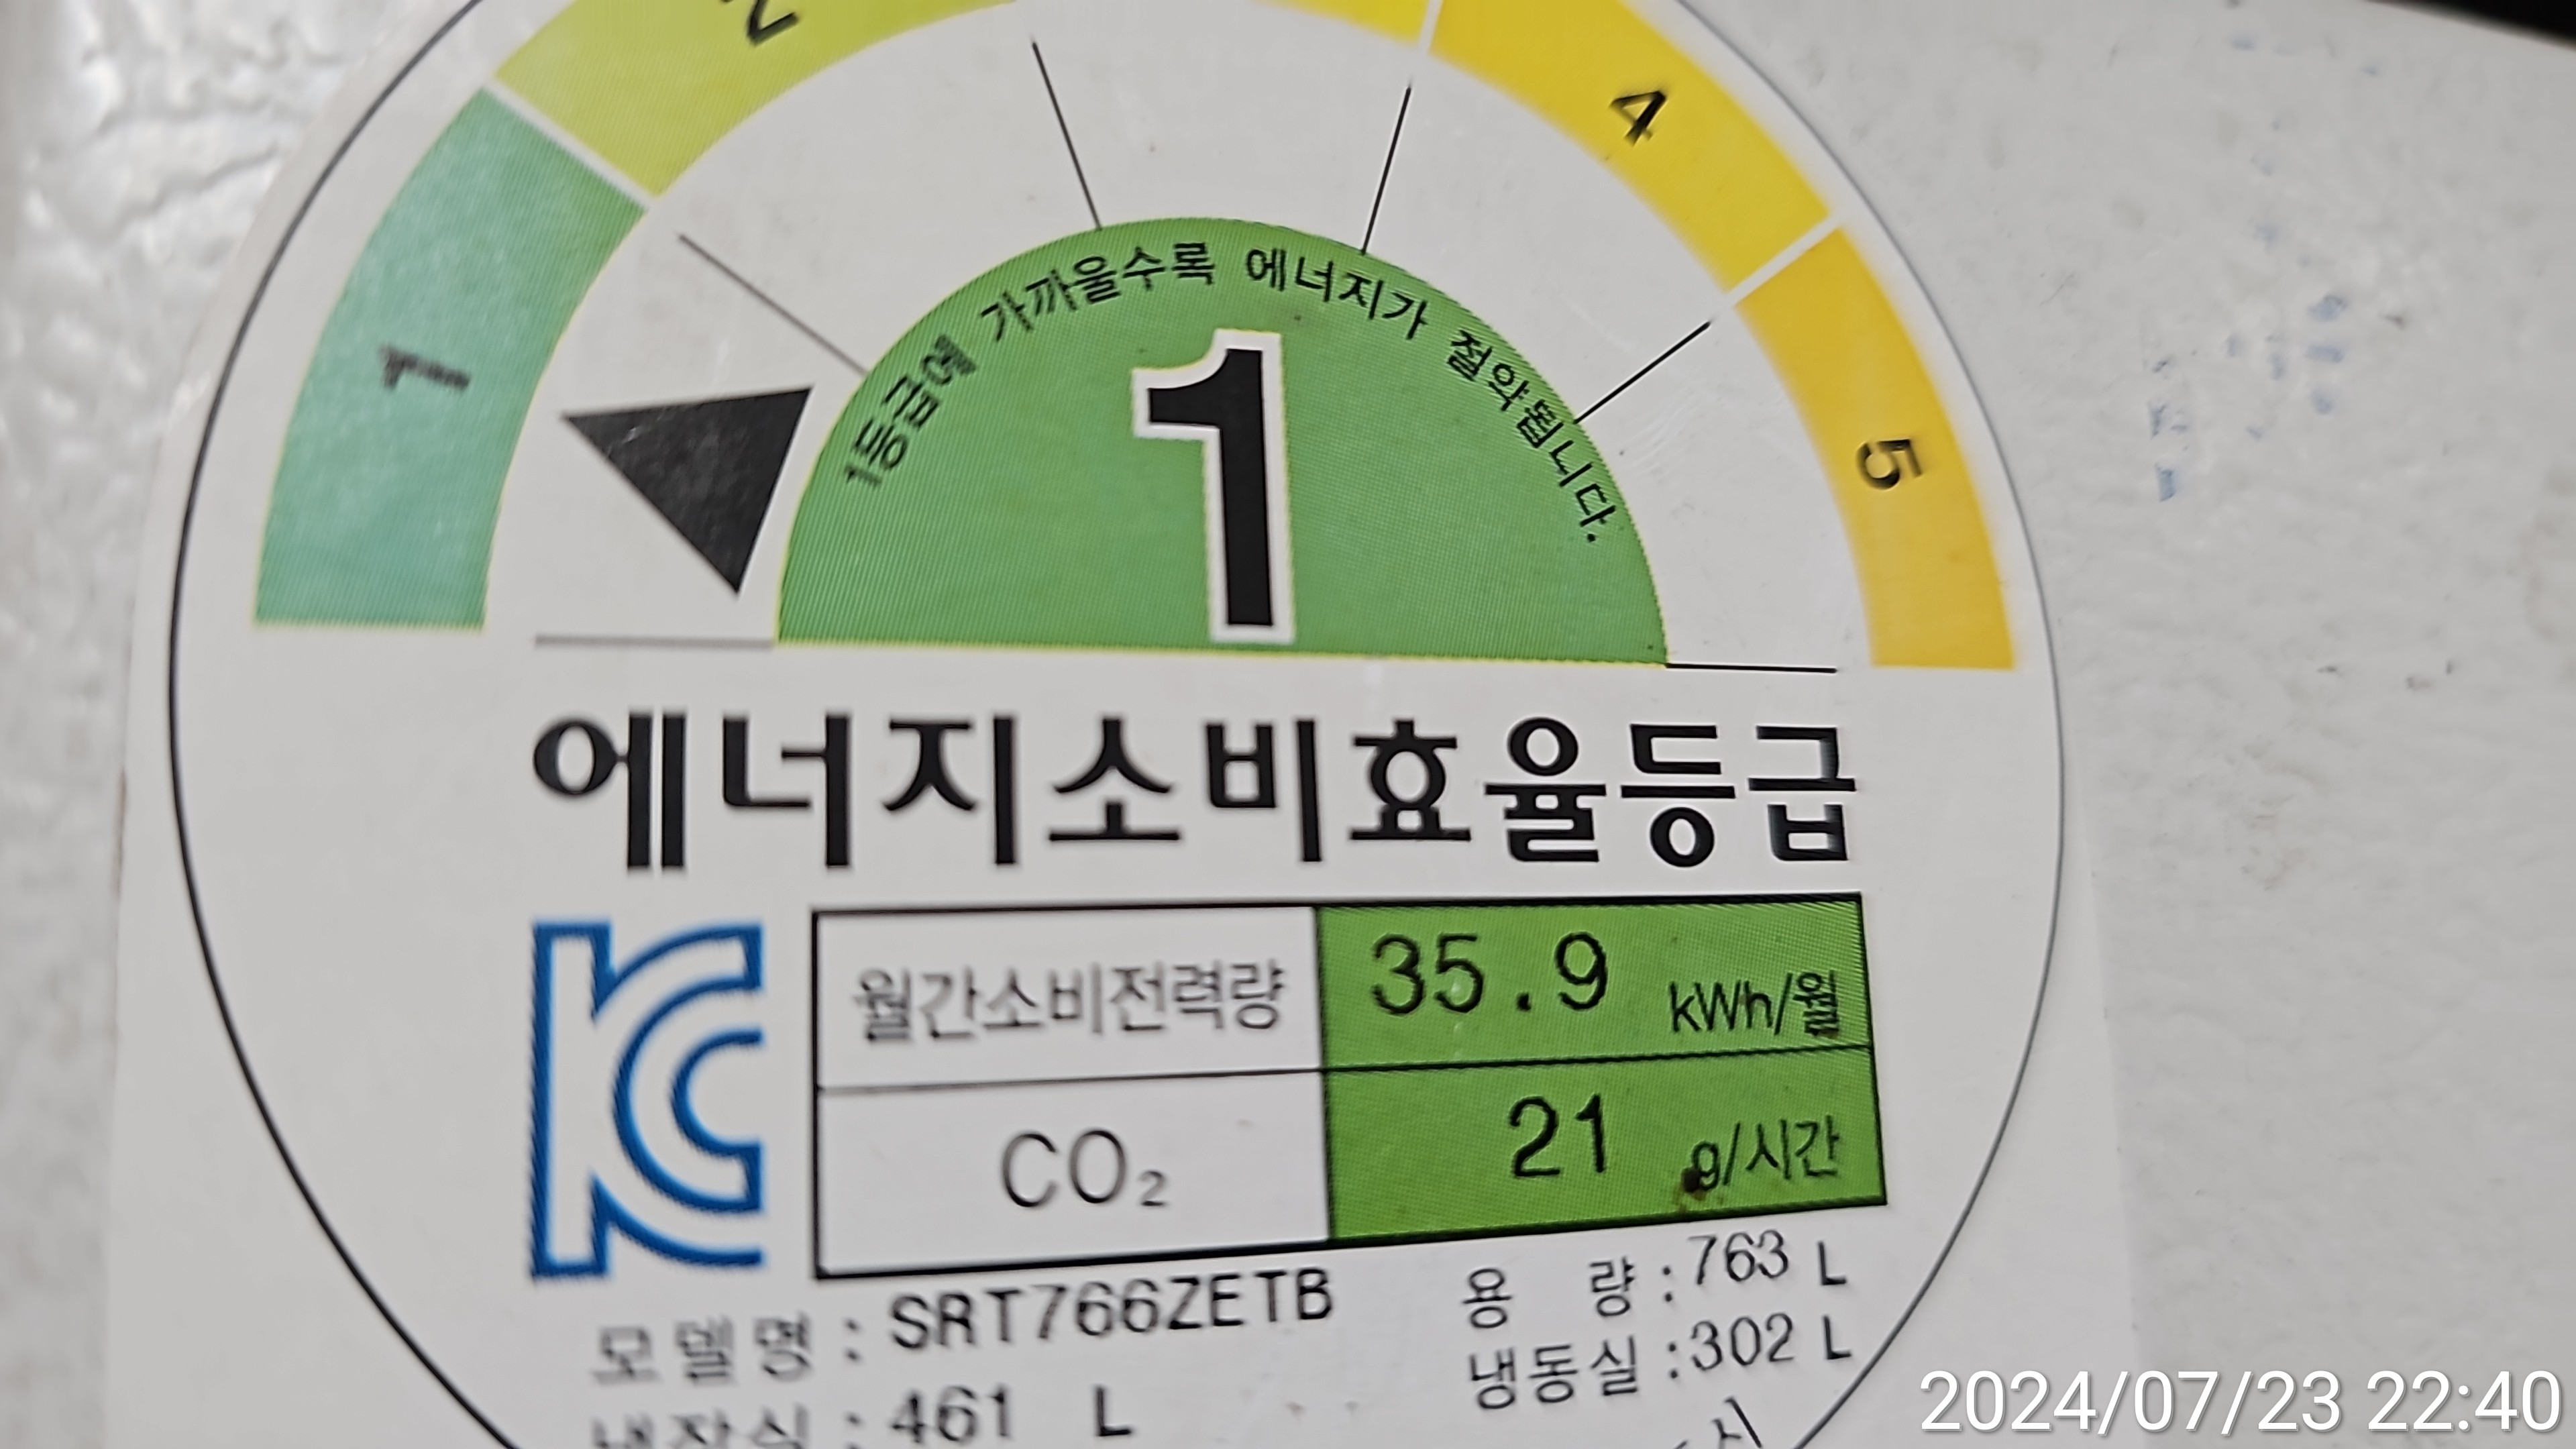 2
4
1
5
1등급에 가까울수록 에너지가 절약됩니다.
1
에너지소비효율등급
월간소비전력량 35.9 kWh/월
CO₂ 21 g/시간
모델명 : SRT766ZETB 용 량 : 763 L
냉장실 : 461 L 냉동실 : 302 L
2024/07/23 22:40